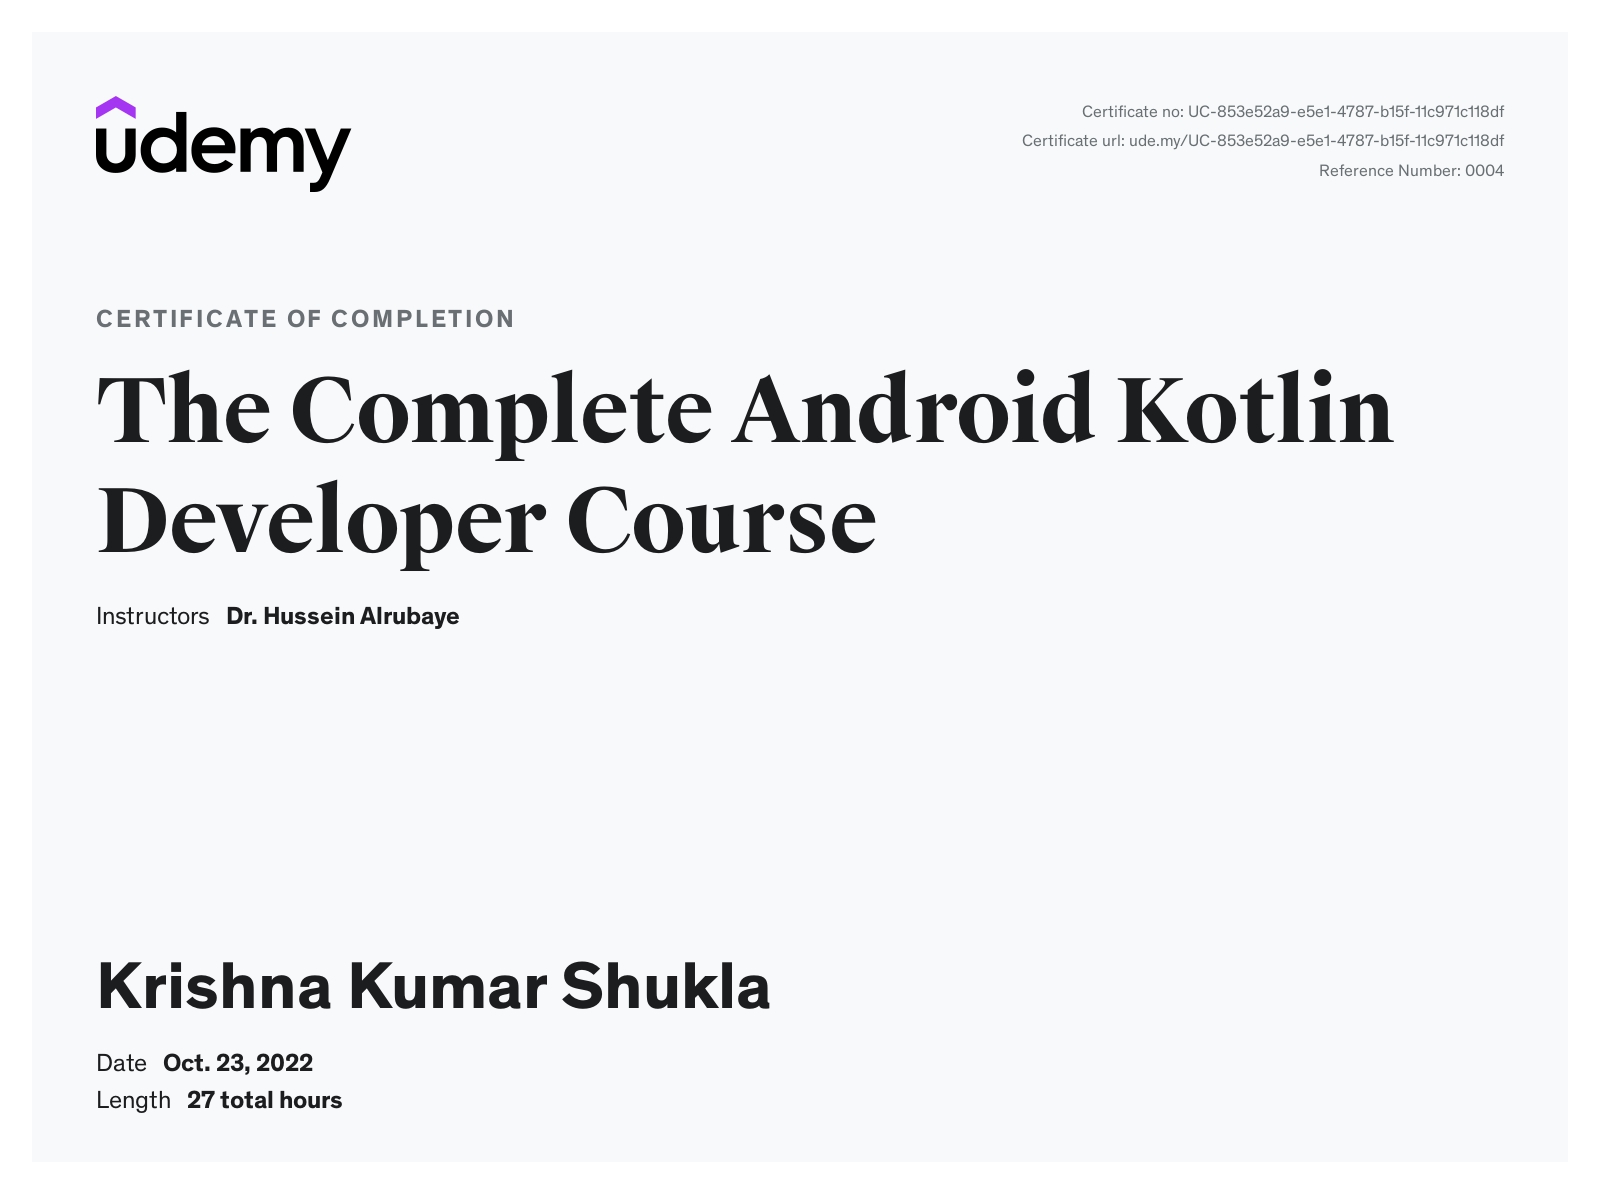 udemy
Certificate no: UC-853e52a9-e5e1-4787-b15f-11c971c118df
Certificate url: ude.my/UC-853e52a9-e5e1-4787-b15f-11c971c118df
Reference Number: 0004
CERTIFICATE OF COMPLETION
The Complete Android Kotlin
Developer Course
Instructors Dr. Hussein Alrubaye
Krishna Kumar Shukla
Date Oct. 23, 2022
Length 27 total hours